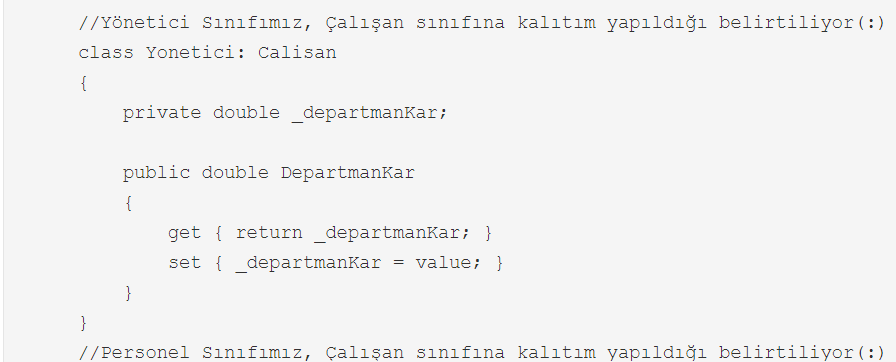 //Yönetici Sınıfımız, Çalışan sınıfına kalıtım yapıldığı belirtiliyor(:)
class Yonetici: Calisan
{
private double _departmanKar;
public double DepartmanKar
{
get { return _departmanKar; }
set { _departmanKar = value; }
}
}
//Personel Sınıfımız, Çalışan sınıfına kalıtım yapıldığı belirtiliyor(:)